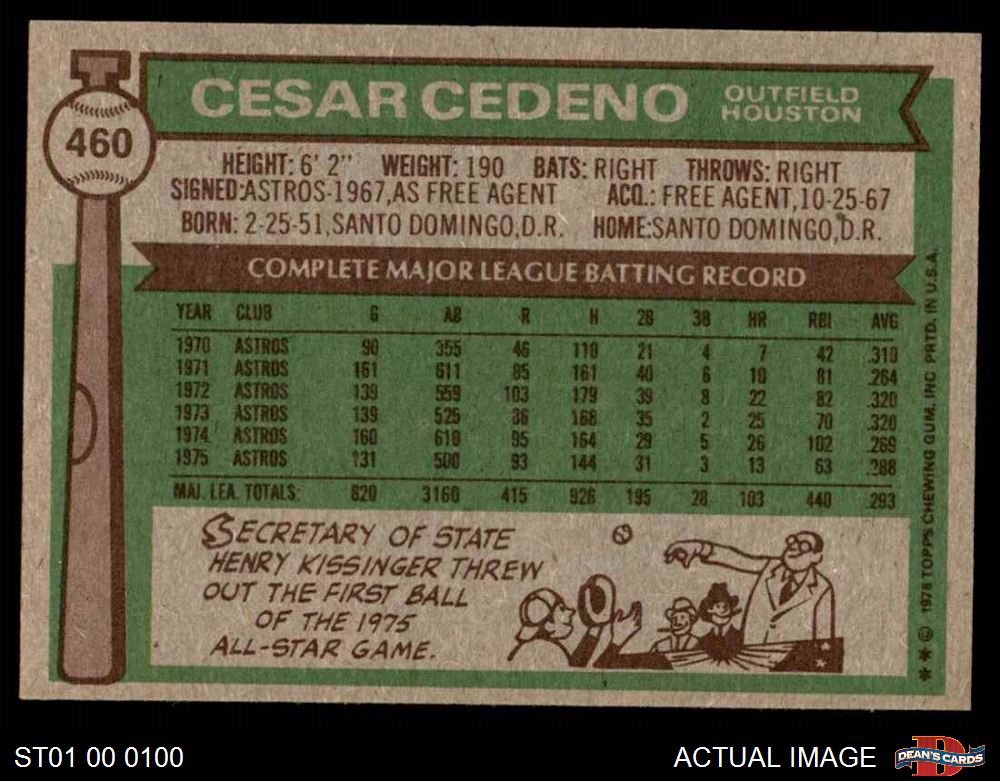 460
CESAR CEDENO
OUTFIELD
HOUSTON
HEIGHT: 6' 2" WEIGHT: 190 BATS: RIGHT THROWS: RIGHT
SIGNED: ASTROS-1967, AS FREE AGENT ACQ.: FREE AGENT, 10-25-67
BORN: 2-25-51, SANTO DOMINGO, D.R. HOME: SANTO DOMINGO, D.R.
COMPLETE MAJOR LEAGUE BATTING RECORD
YEAR CLUB G AB R H 2B 3B HR RBI AVG
1970 ASTROS 90 355 46 110 21 4 7 42 .310
1971 ASTROS 161 611 85 161 40 6 10 81 .264
1972 ASTROS 139 559 103 179 39 8 22 82 .320
1973 ASTROS 139 525 86 168 35 2 25 70 .320
1974 ASTROS 160 610 95 164 29 5 26 102 .269
1975 ASTROS 131 500 93 144 31 3 13 63 .288
MAJ. LEA. TOTALS: 820 3160 415 926 195 28 103 440 .293
SECRETARY OF STATE
HENRY KISSINGER THREW
OUT THE FIRST BALL
OF THE 1975
ALL-STAR GAME.
* * © 1976 TOPPS CHEWING GUM, INC PRTD. IN U.S.A.
ST01 00 0100
ACTUAL IMAGE
D
DEAN'S CARDS